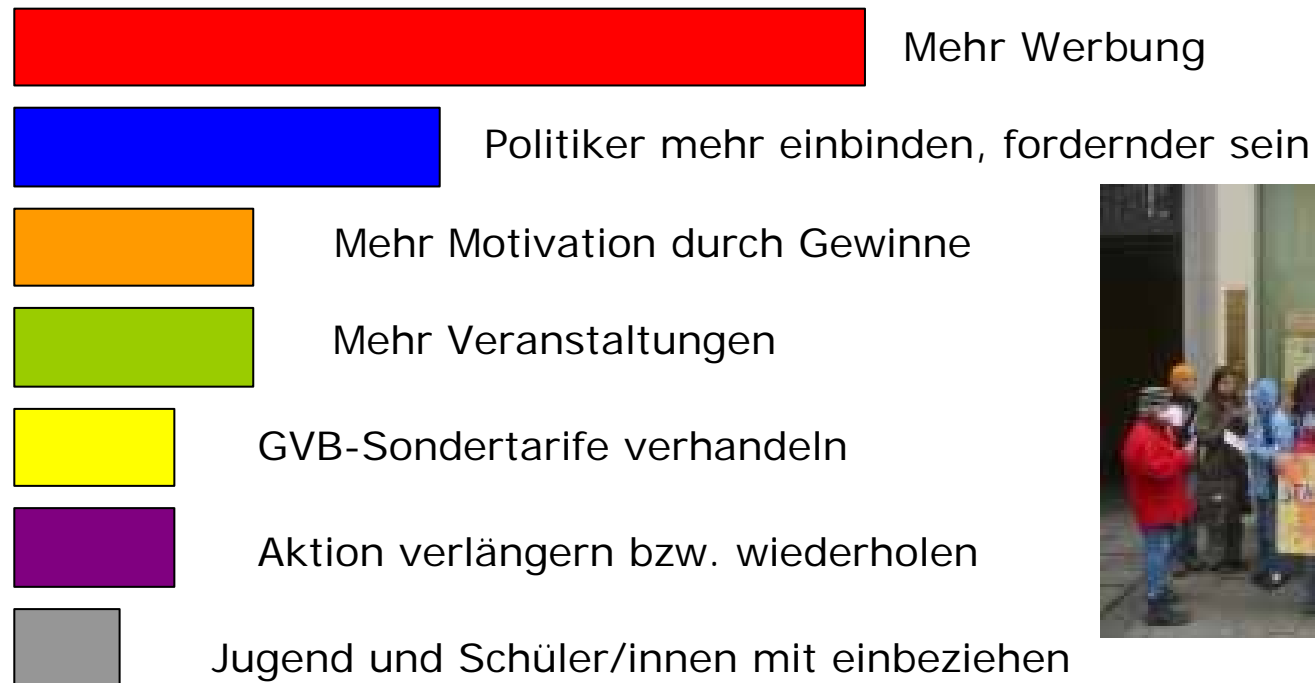 Mehr Werbung
Politiker mehr einbinden, fordernder sein
Mehr Motivation durch Gewinne
Mehr Veranstaltungen
GVB-Sondertarife verhandeln
Aktion verlängern bzw. wiederholen
Jugend und Schüler/innen mit einbeziehen